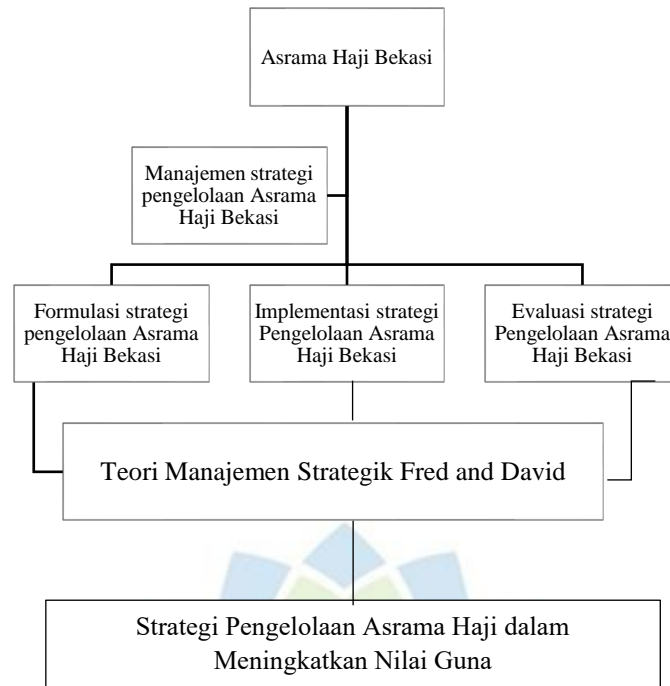 Asrama Haji Bekasi
Manajemen strategi
pengelolaan Asrama
Haji Bekasi
Formulasi strategi
pengelolaan Asrama
Haji Bekasi
Implementasi strategi
Pengelolaan Asrama
Haji Bekasi
Evaluasi strategi
Pengelolaan Asrama
Haji Bekasi
Teori Manajemen Strategik Fred and David
Strategi Pengelolaan Asrama Haji dalam
Meningkatkan Nilai Guna